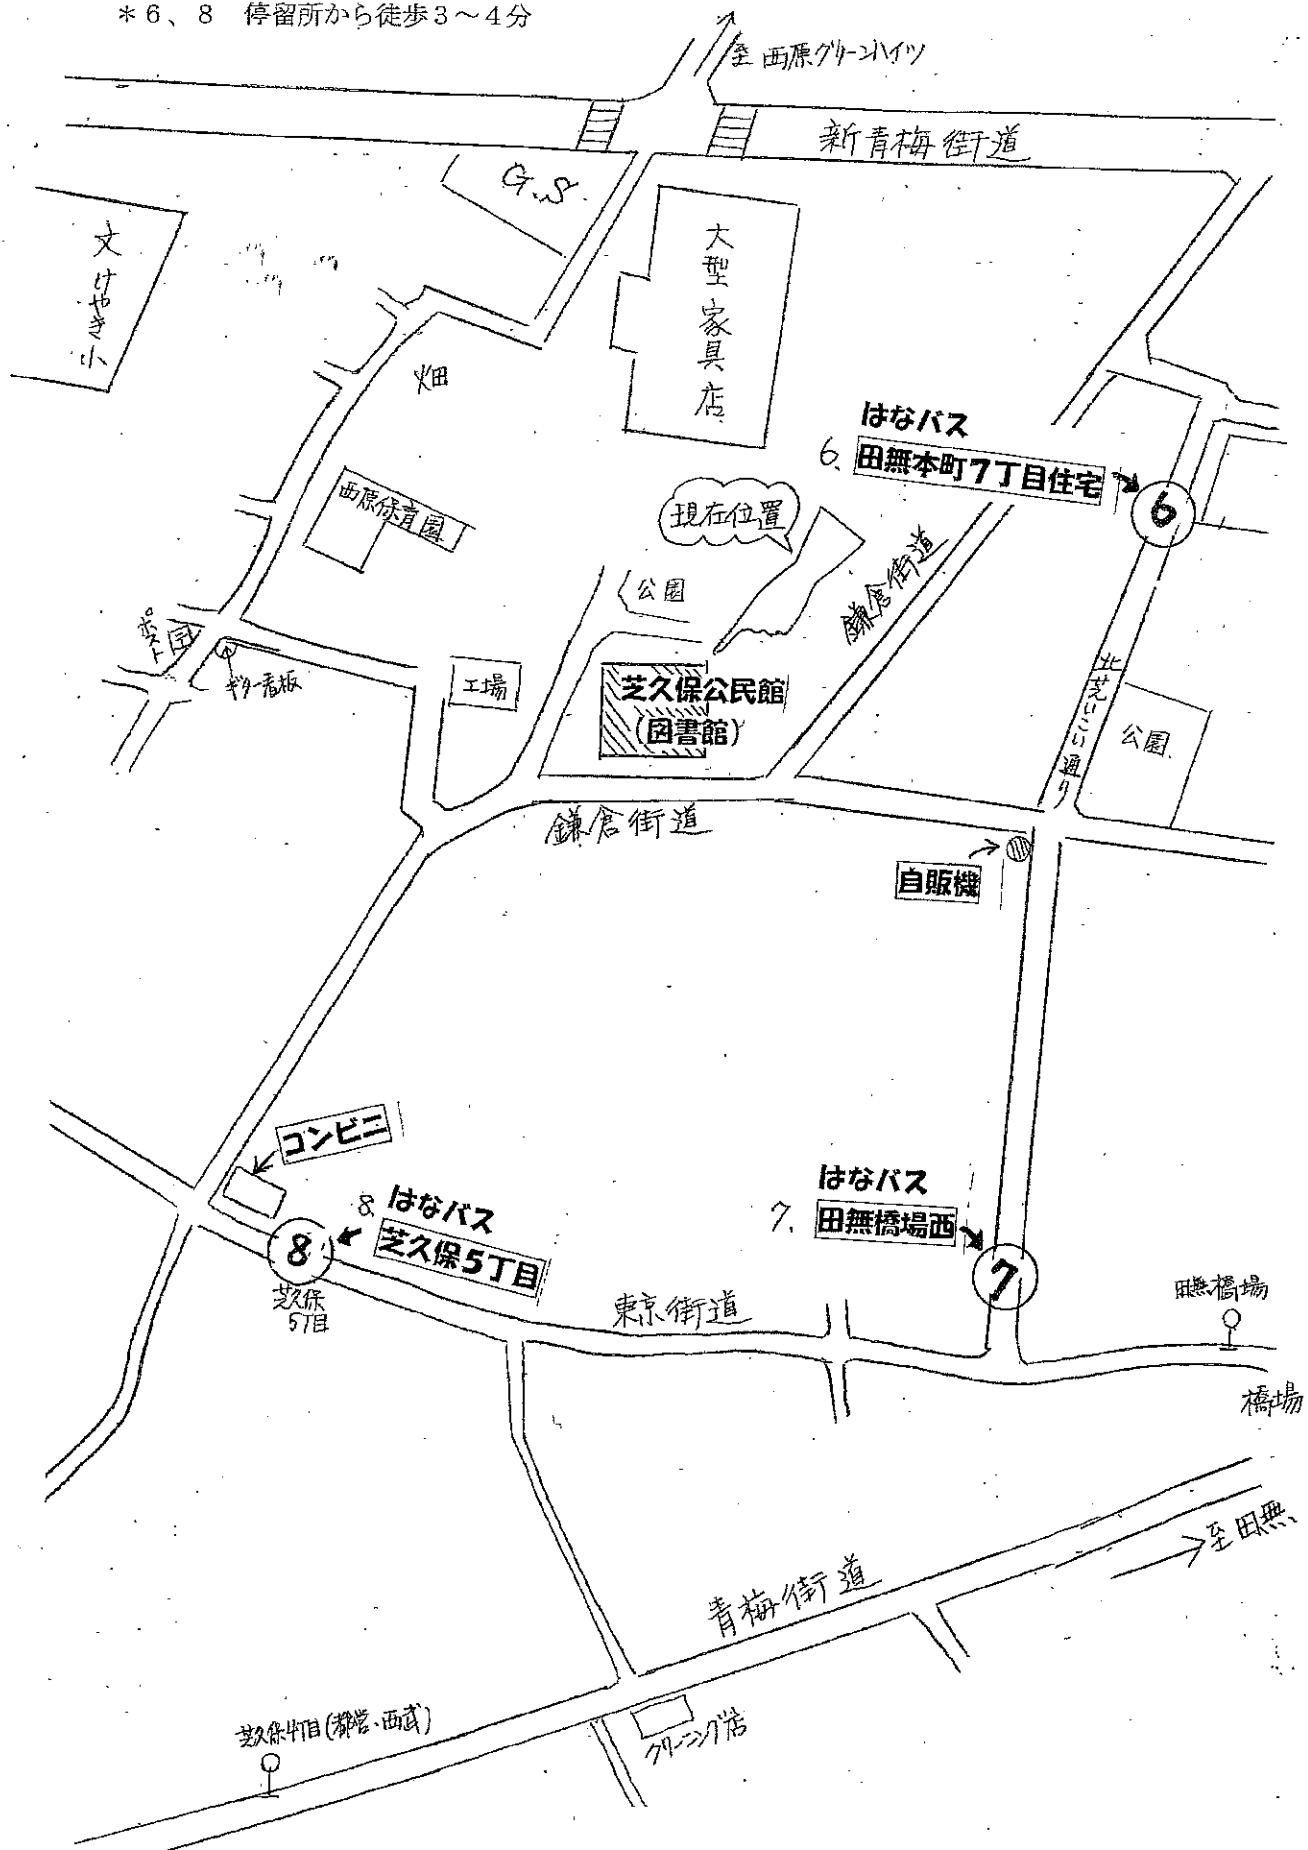 ＊６、８　停留所から徒歩３～４分
至 西原グリーンハイツ
新青梅街道
G.S
文けやき小
大型家具店
畑
はなバス
6. 田無本町7丁目住宅
6
西原保育園
現在位置
鎌倉街道
公園
ポスト
ギター看板
工場
芝久保公民館
(図書館)
北芝いこい通り
公園
鎌倉街道
自販機
コンビニ
8. はなバス
芝久保5丁目
8
芝久保
5丁目
はなバス
7. 田無橋場西
7
東京街道
田無橋場
橋場
青梅街道
至田無
芝久保4丁目(都営・西武)
クリーニング店